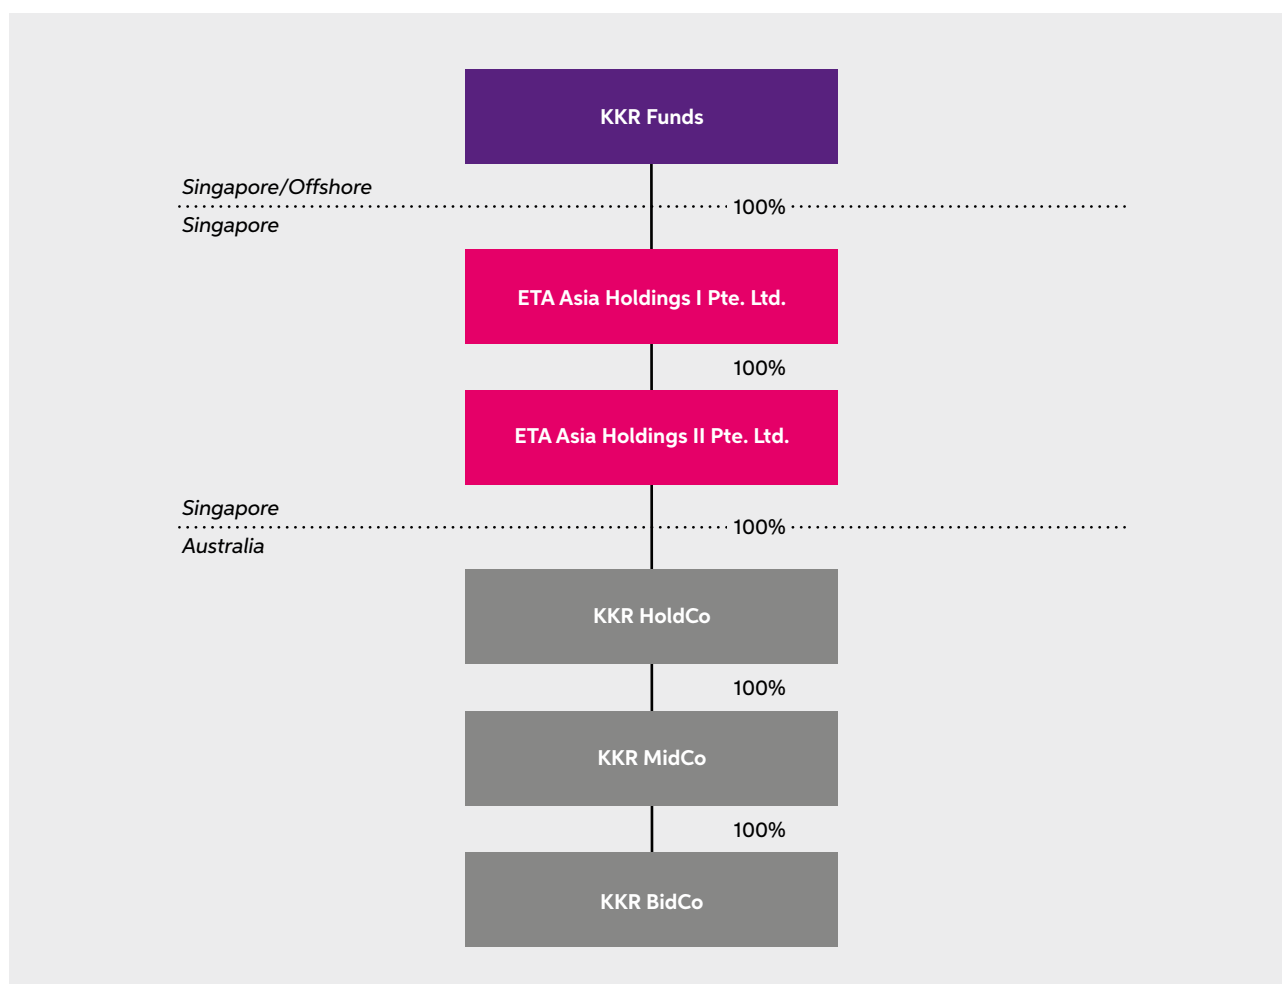 KKR Funds
Singapore/Offshore
100%
Singapore
ETA Asia Holdings I Pte. Ltd.
100%
ETA Asia Holdings II Pte. Ltd.
Singapore
100%
Australia
KKR HoldCo
100%
KKR MidCo
100%
KKR BidCo